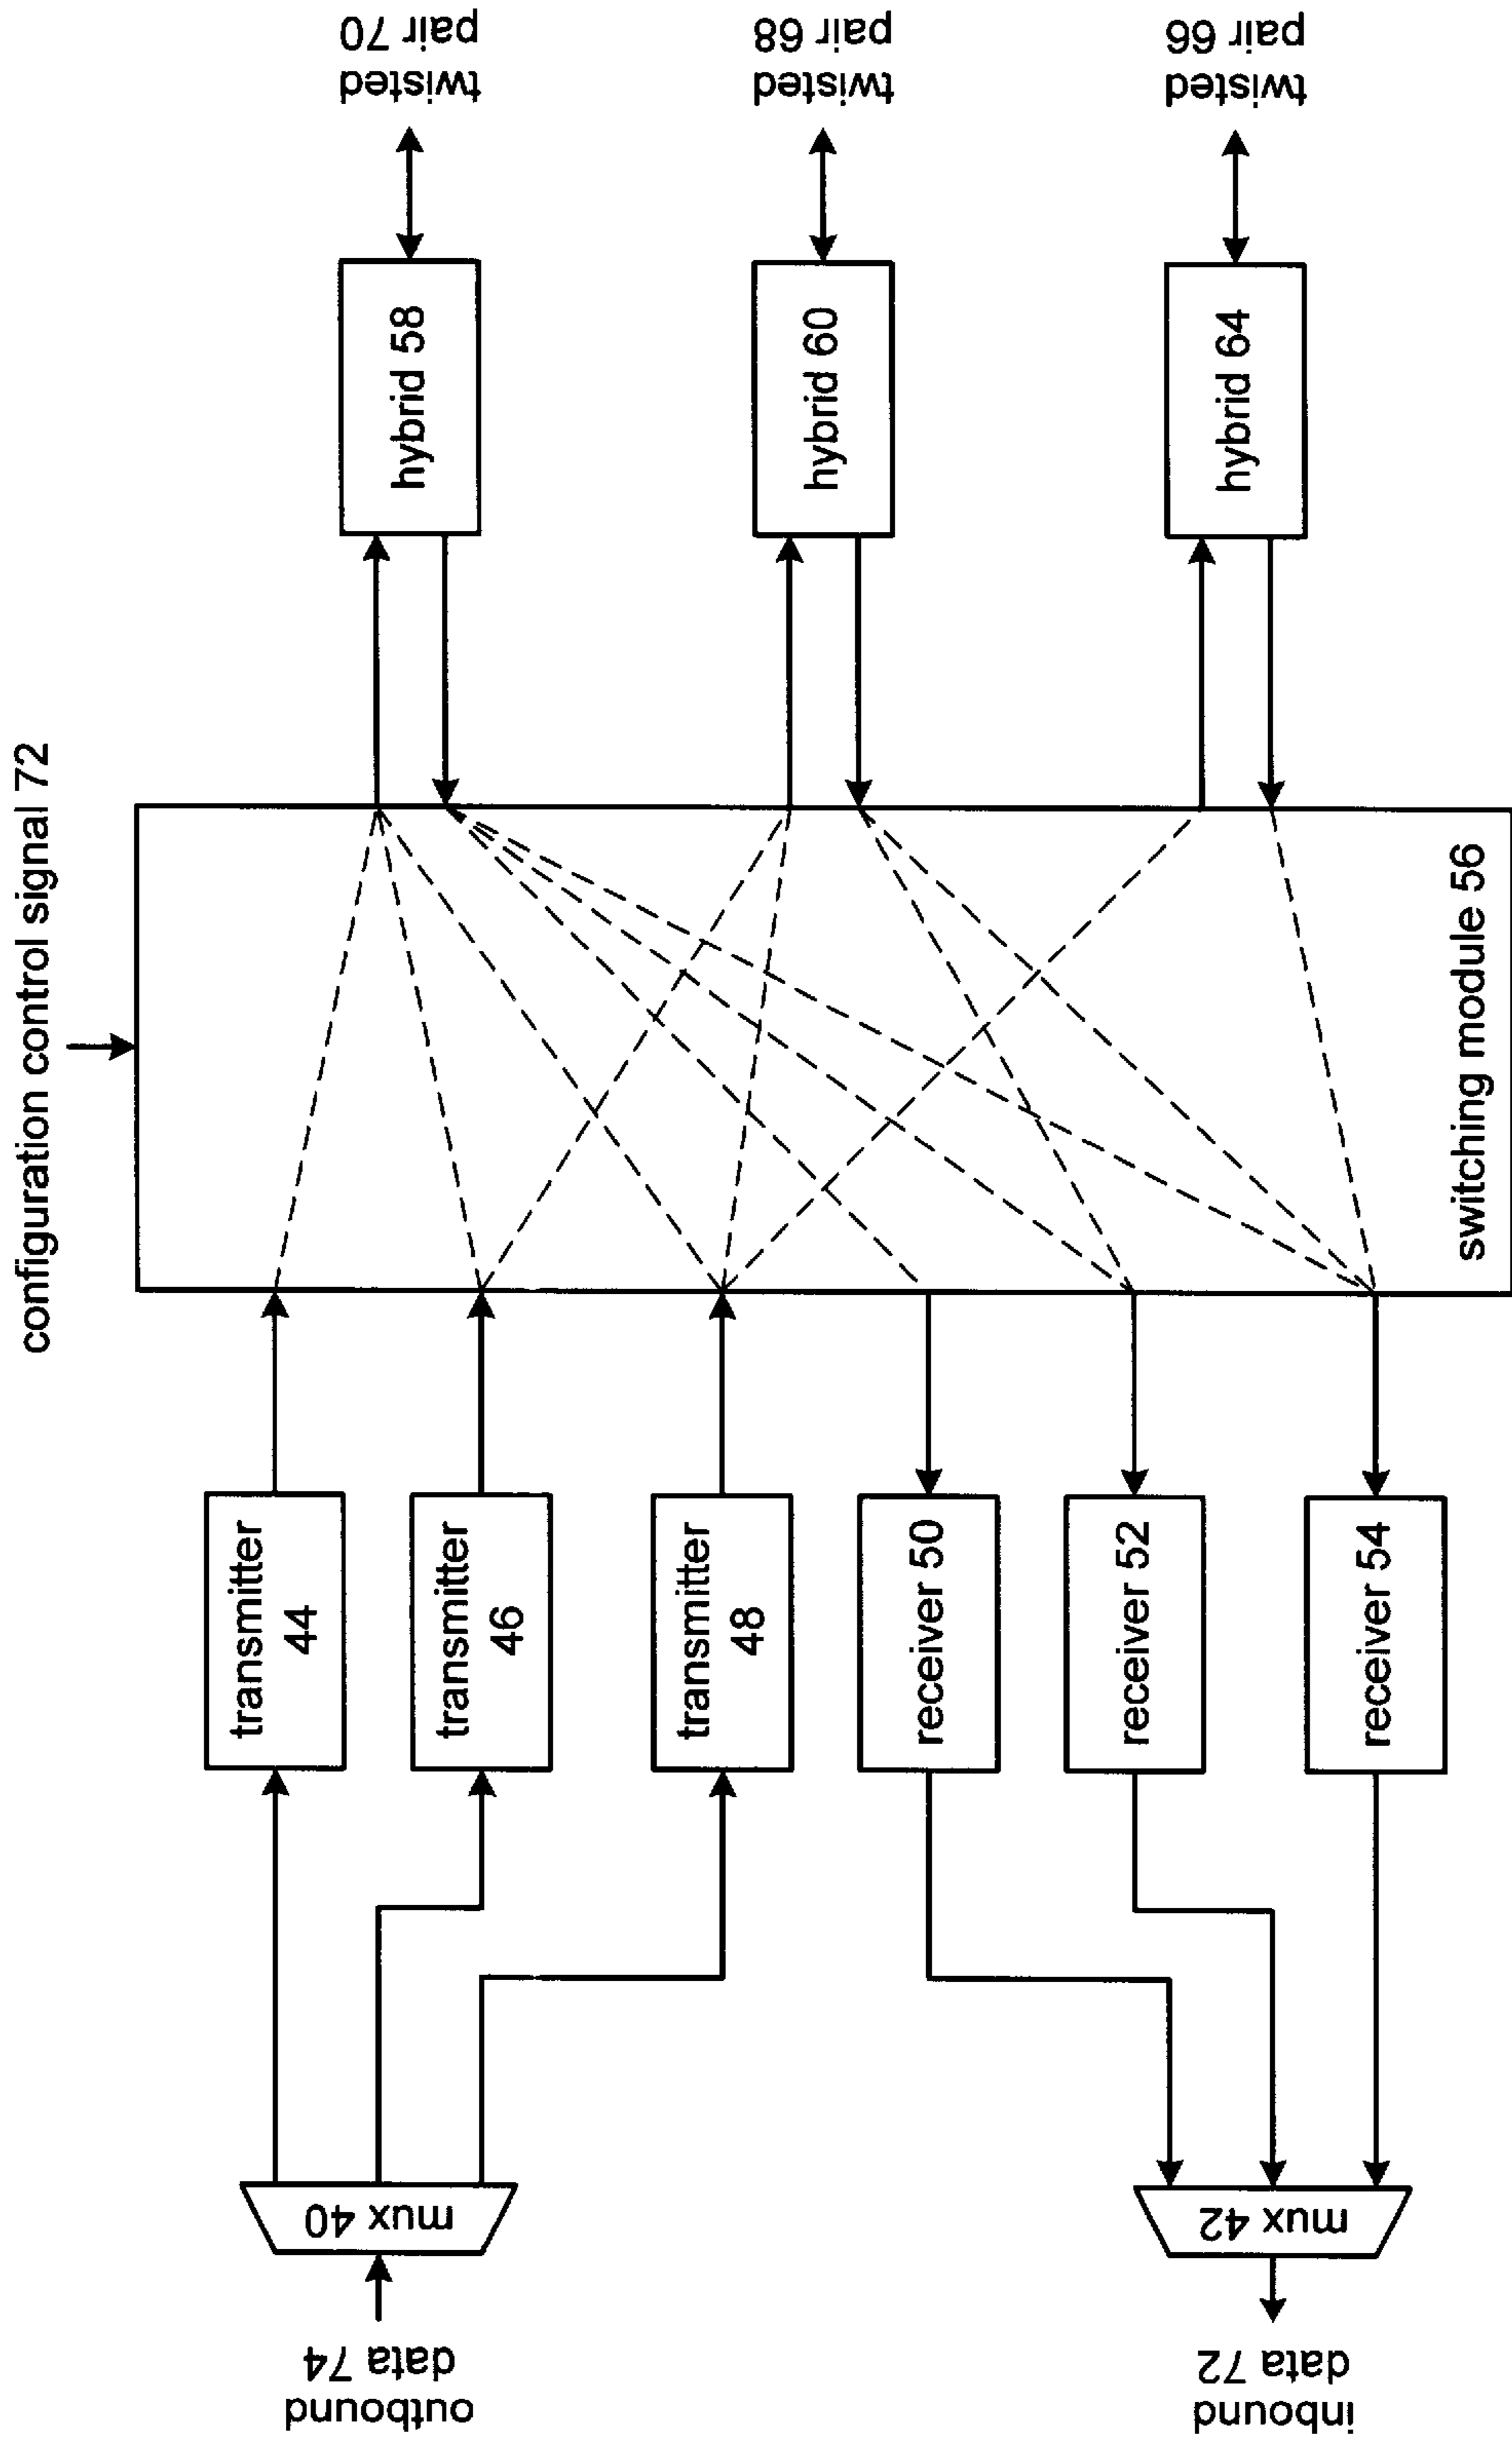 configuration control signal 72
outbound
data 74
mux 40
transmitter
44
transmitter
46
transmitter
48
receiver 50
receiver 52
receiver 54
mux 42
inbound
data 72
switching module 56
hybrid 58
hybrid 60
hybrid 64
twisted
pair 70
twisted
pair 68
twisted
pair 66